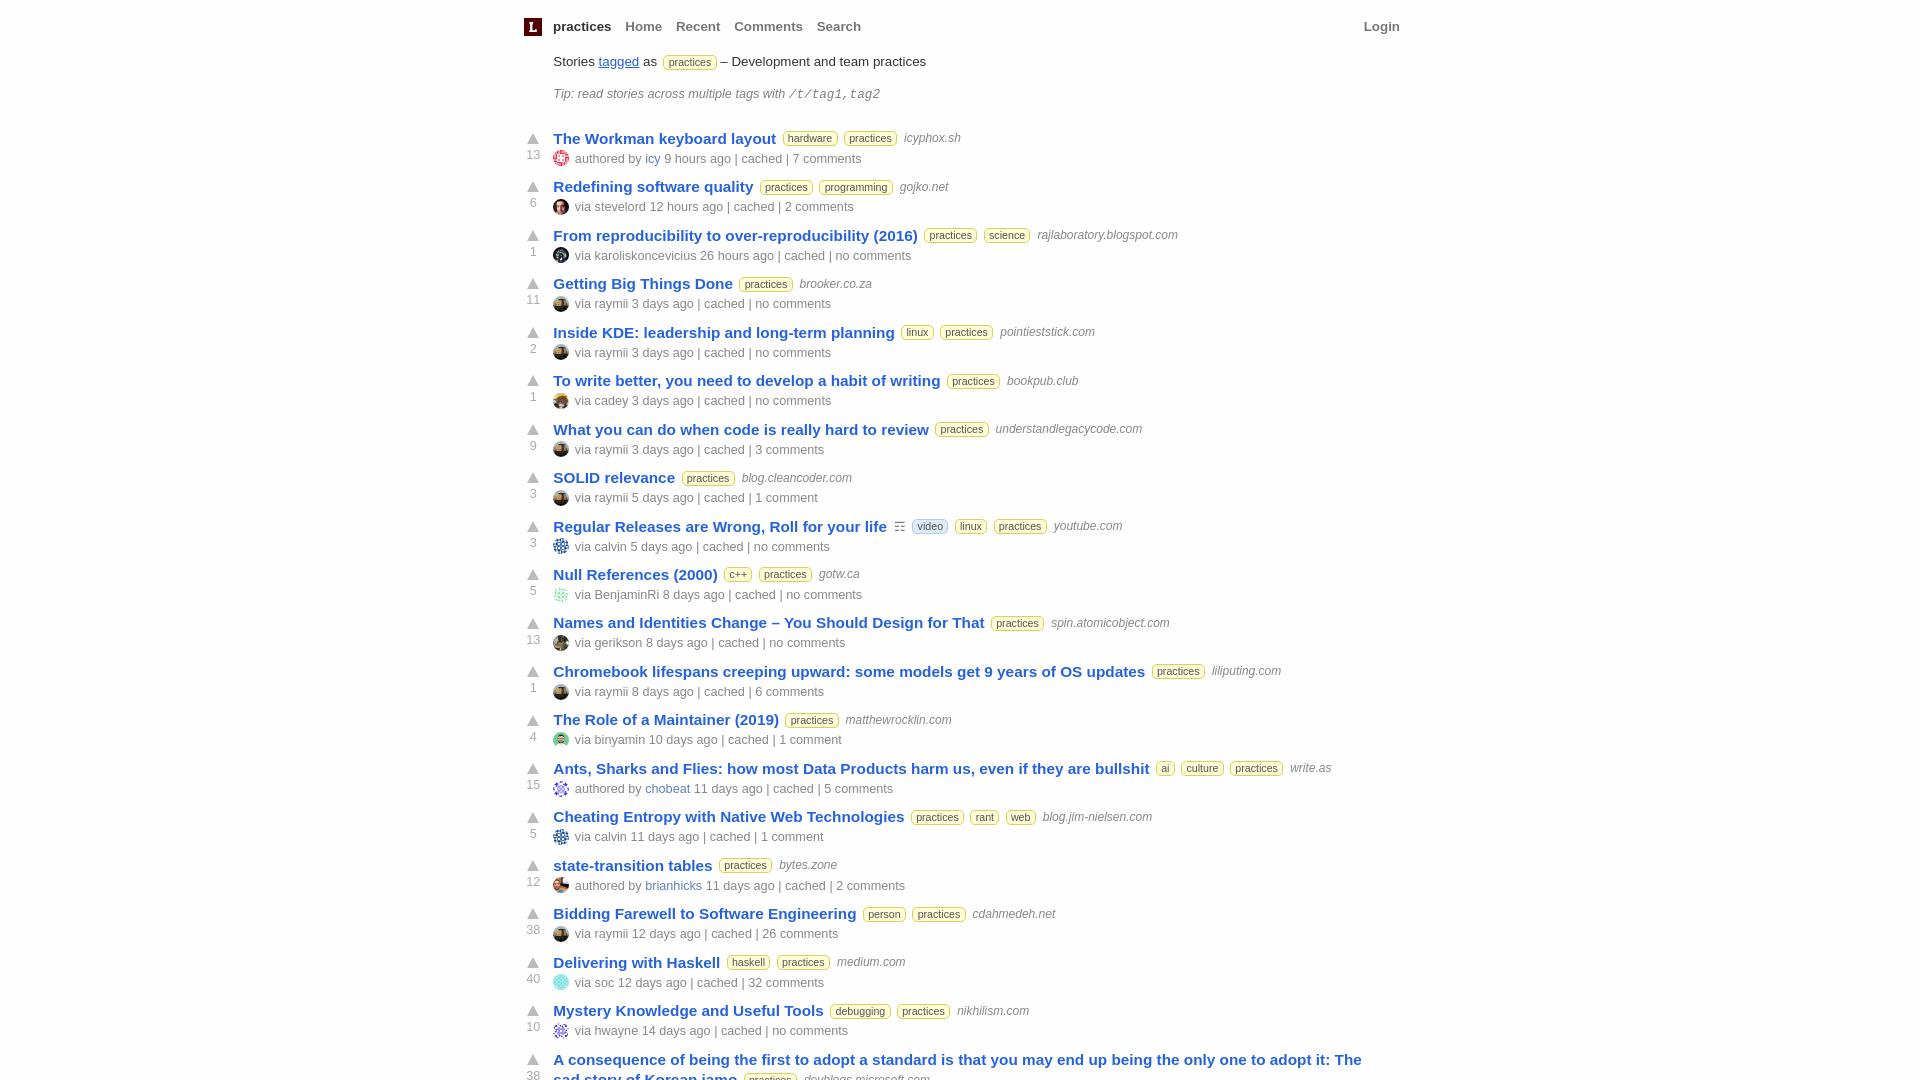 L practices Home Recent Comments Search Login
Stories tagged as practices – Development and team practices
Tip: read stories across multiple tags with /t/tag1,tag2
The Workman keyboard layout hardware practices icyphox.sh
13 authored by icy 9 hours ago | cached | 7 comments
Redefining software quality practices programming gojko.net
6 via stevelord 12 hours ago | cached | 2 comments
From reproducibility to over-reproducibility (2016) practices science rajlaboratory.blogspot.com
1 via karoliskoncevicius 26 hours ago | cached | no comments
Getting Big Things Done practices brooker.co.za
11 via raymii 3 days ago | cached | no comments
Inside KDE: leadership and long-term planning linux practices pointieststick.com
2 via raymii 3 days ago | cached | no comments
To write better, you need to develop a habit of writing practices bookpub.club
1 via cadey 3 days ago | cached | no comments
What you can do when code is really hard to review practices understandlegacycode.com
9 via raymii 3 days ago | cached | 3 comments
SOLID relevance practices blog.cleancoder.com
3 via raymii 5 days ago | cached | 1 comment
Regular Releases are Wrong, Roll for your life ☶ video linux practices youtube.com
3 via calvin 5 days ago | cached | no comments
Null References (2000) c++ practices gotw.ca
5 via BenjaminRi 8 days ago | cached | no comments
Names and Identities Change – You Should Design for That practices spin.atomicobject.com
13 via gerikson 8 days ago | cached | no comments
Chromebook lifespans creeping upward: some models get 9 years of OS updates practices liliputing.com
1 via raymii 8 days ago | cached | 6 comments
The Role of a Maintainer (2019) practices matthewrocklin.com
4 via binyamin 10 days ago | cached | 1 comment
Ants, Sharks and Flies: how most Data Products harm us, even if they are bullshit ai culture practices write.as
15 authored by chobeat 11 days ago | cached | 5 comments
Cheating Entropy with Native Web Technologies practices rant web blog.jim-nielsen.com
5 via calvin 11 days ago | cached | 1 comment
state-transition tables practices bytes.zone
12 authored by brianhicks 11 days ago | cached | 2 comments
Bidding Farewell to Software Engineering person practices cdahmedeh.net
38 via raymii 12 days ago | cached | 26 comments
Delivering with Haskell haskell practices medium.com
40 via soc 12 days ago | cached | 32 comments
Mystery Knowledge and Useful Tools debugging practices nikhilism.com
10 via hwayne 14 days ago | cached | no comments
A consequence of being the first to adopt a standard is that you may end up being the only one to adopt it: The
38 sad story of Korean jamo practices devblogs.microsoft.com